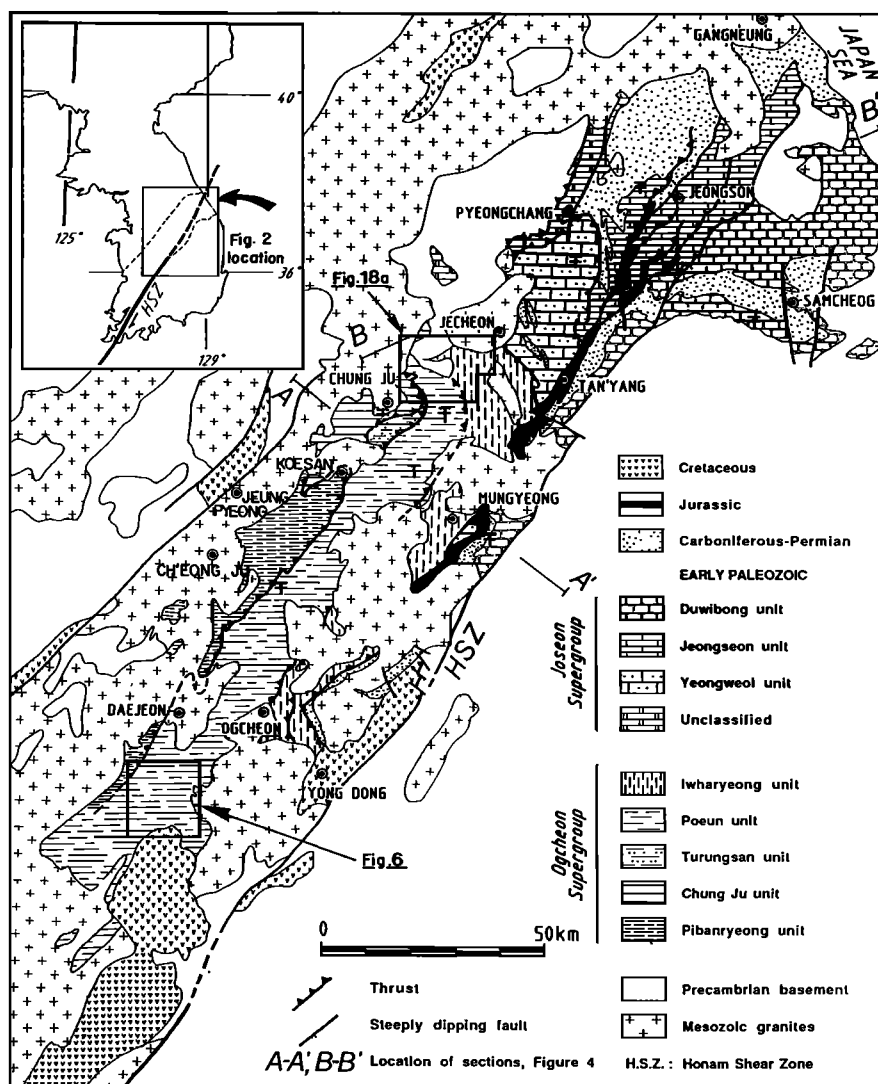 GANGNEUNG
JAPAN
SEA
40°
B'
JEONGSON
PYEONGCHANG
125°
Fig. 2
location
36°
Fig.18a
SAMCHEOG
HSZ
JECHEON
129°
B
CHUNG JU
TAN'YANG
A
T
KOESAN
Cretaceous
T
JEUNG
PYEONG
MUNGYEONG
Jurassic
CH'EONG JU
Carboniferous-Permian
A'
EARLY PALEOZOIC
T
Duwibong unit
HSZ
Jeongseon unit
Joseon
Supergroup
Yeongweol unit
DAEJEON
OGCHEON
Unclassified
YONG DONG
Iwharyeong unit
Poeun unit
Fig.6
Ogcheon
Supergroup
Turungsan unit
Chung Ju unit
0 50km
Pibanryeong unit
Thrust
Precambrian basement
Steeply dipping fault
Mesozoic granites
A-A', B-B' Location of sections, Figure 4
H.S.Z. : Honam Shear Zone